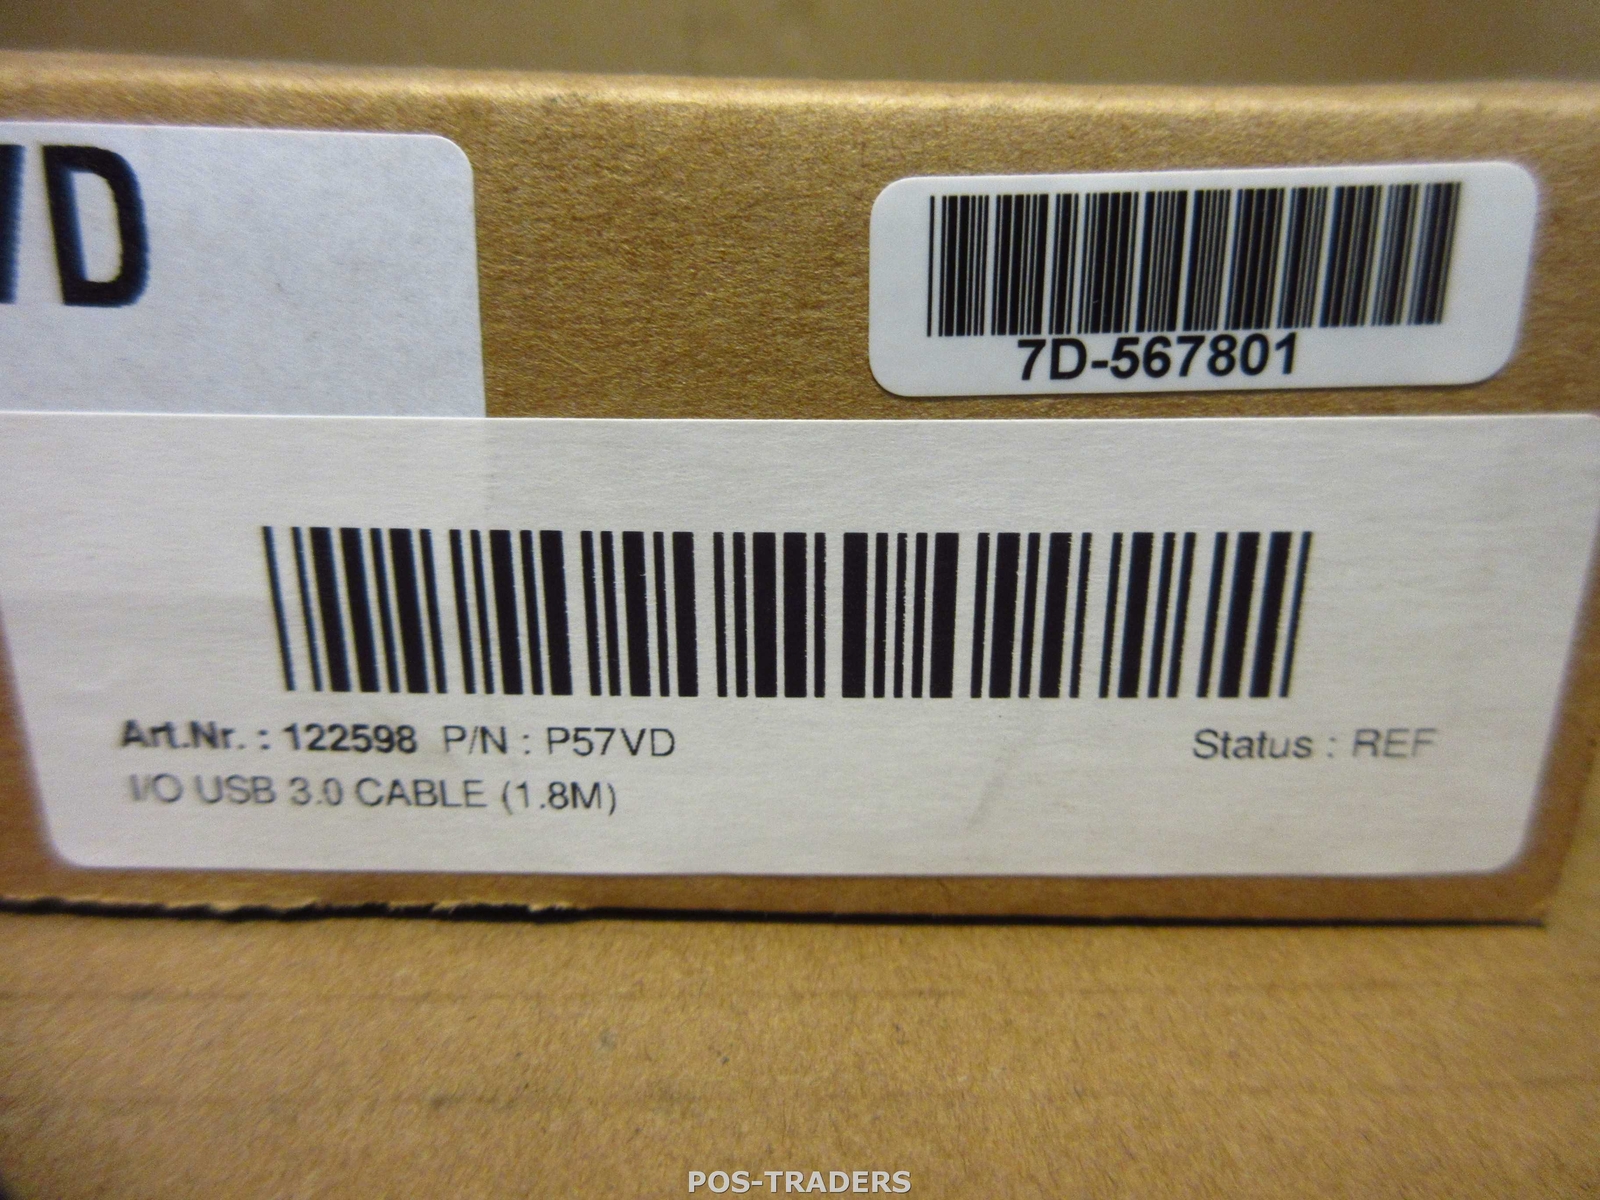 VD
7D-567801
Art.Nr. : 122598 P/N : P57VD
Status : REF
I/O USB 3.0 CABLE (1.8M)
POS-TRADERS